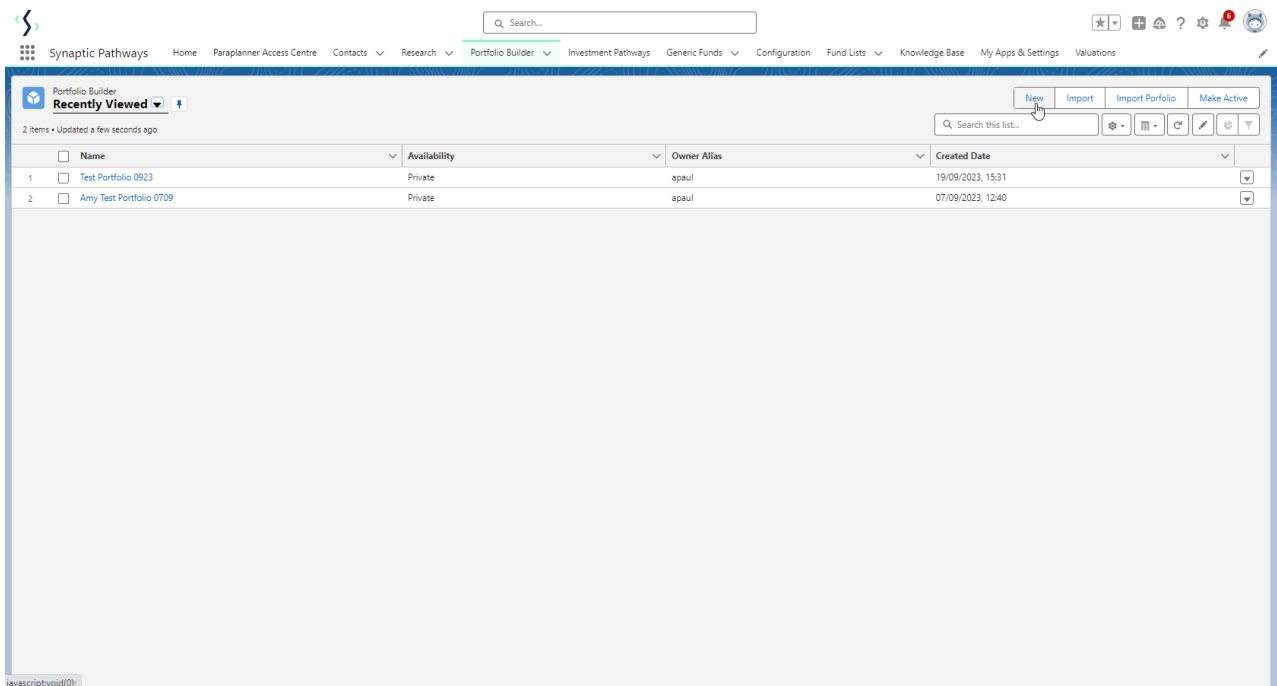 Search...
6
Synaptic Pathways Home Paraplanner Access Centre Contacts Research Portfolio Builder Investment Pathways Generic Funds Configuration Fund Lists Knowledge Base My Apps & Settings Valuations
Portfolio Builder
Recently Viewed
New Import Import Porfolio Make Active
2 items • Updated a few seconds ago
Search this list...
Name Availability Owner Alias Created Date
1 Test Portfolio 0923 Private apaul 19/09/2023, 15:31
2 Amy Test Portfolio 0709 Private apaul 07/09/2023, 12:40
javascript:void(0);